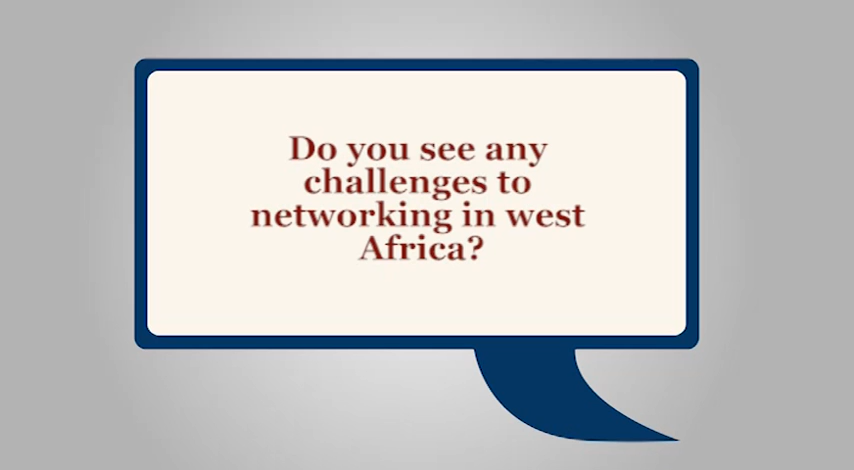 Do you see any
challenges to
networking in west
Africa?